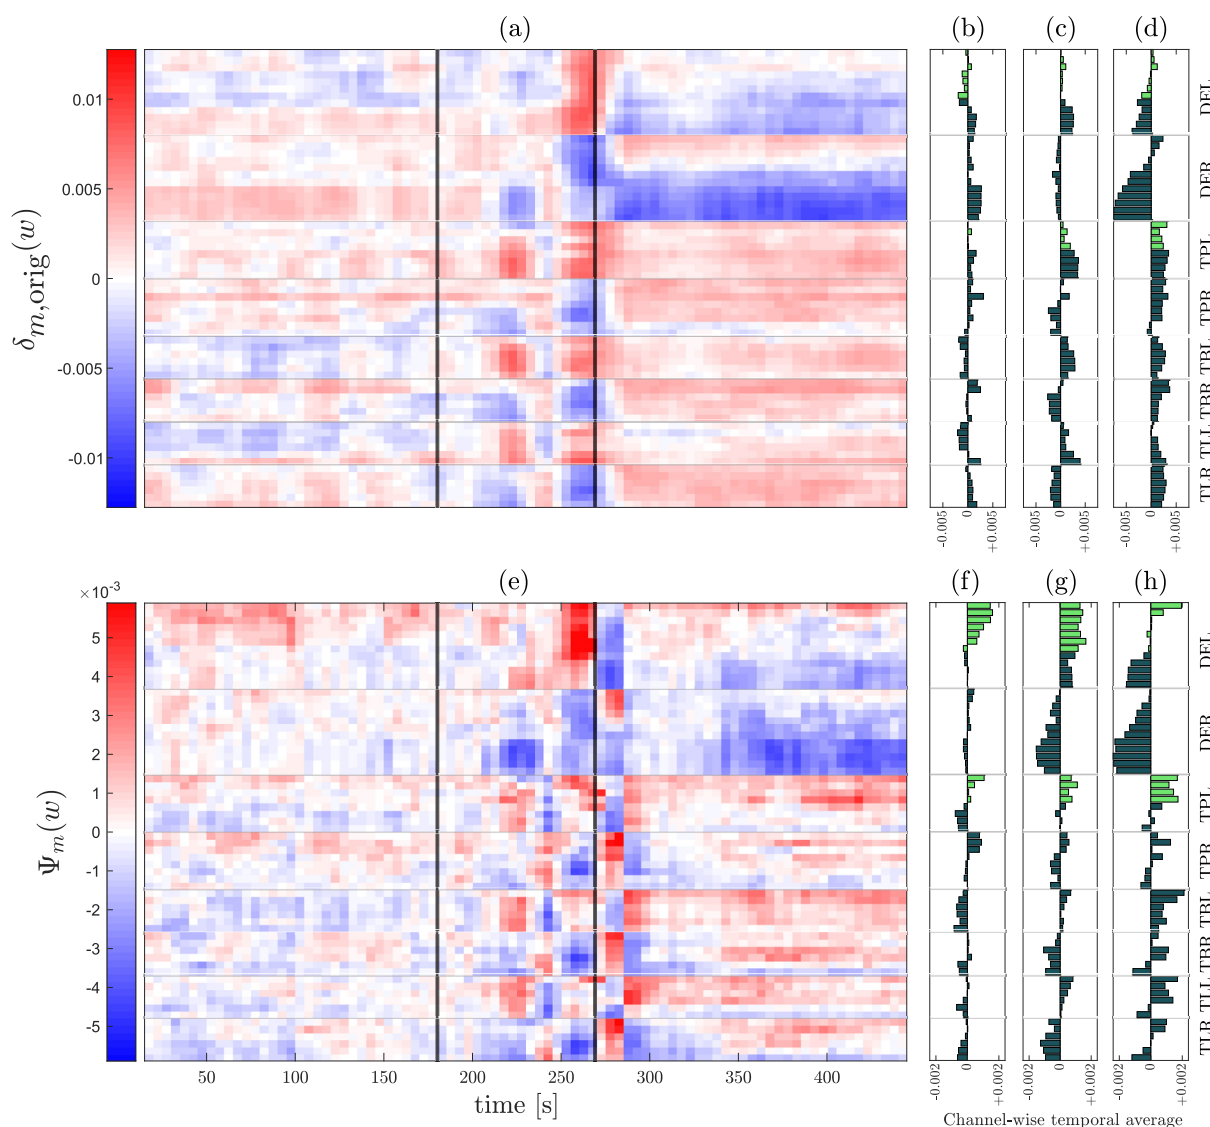 (a) (b) (c) (d)
0.01
0.005
0
-0.005
-0.01
δm,orig(w)
DEL
DER
TPL
TPR
TBL
TBR
TLL
TLR
-0.005 0 +0.005 -0.005 0 +0.005 -0.005 0 +0.005
(e) (f) (g) (h)
×10-3
5
4
3
2
1
0
-1
-2
-3
-4
-5
Ψm(w)
DEL
DER
TPL
TPR
TBL
TBR
TLL
TLR
50 100 150 200 250 300 350 400
time [s]
-0.002 0 +0.002 -0.002 0 +0.002 -0.002 0 +0.002
Channel-wise temporal average